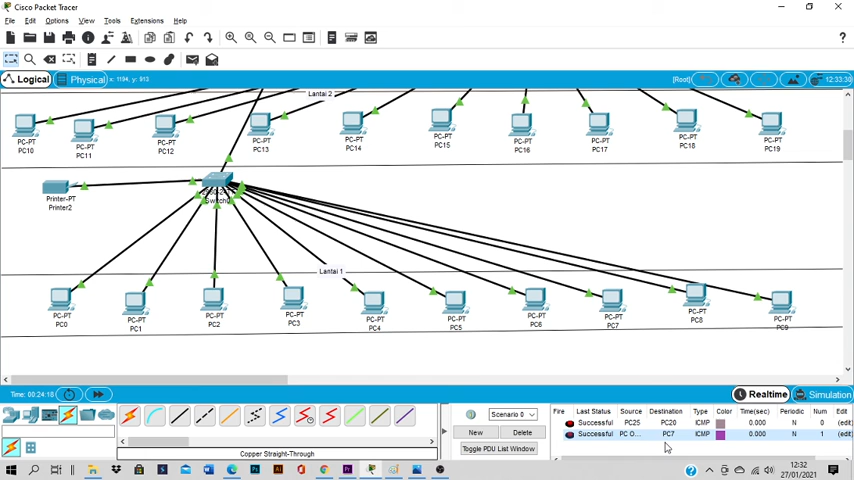 Cisco Packet Tracer
File Edit Options View Tools Extensions Help
Logical Physical x: 1194, y: 913 [Root] 12:33:30
Lantai 2
PC-PT PC10
PC-PT PC11
PC-PT PC12
PC-PT PC13
PC-PT PC14
PC-PT PC15
PC-PT PC16
PC-PT PC17
PC-PT PC18
PC-PT PC19
Printer-PT Printer2
Lantai 1
PC-PT PC0
PC-PT PC1
PC-PT PC2
PC-PT PC3
PC-PT PC4
PC-PT PC5
PC-PT PC6
PC-PT PC7
PC-PT PC8
PC-PT PC9
Time: 00:24:18 Realtime Simulation
Scenario 0
New Delete
Toggle PDU List Window
Fire Last Status Source Destination Type Color Time(sec) Periodic Num Edit
Successful PC25 PC20 ICMP 0.000 N 0 (edit)
Successful PC O... PC7 ICMP 0.000 N 1 (edit)
Copper Straight-Through
12:32
27/01/2021